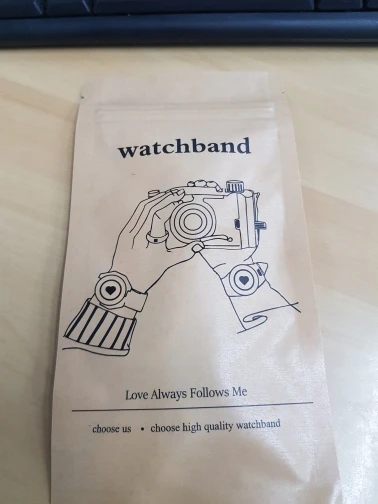 watchband
Love Always Follows Me
choose us • choose high quality watchband